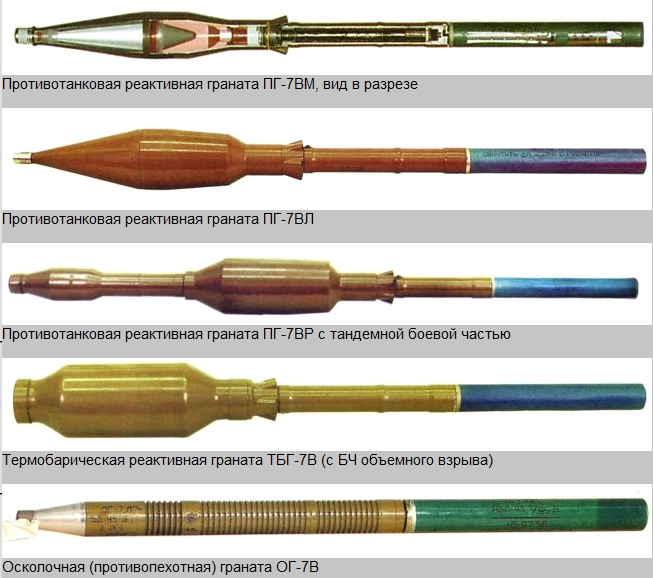 Противотанковая реактивная граната ПГ-7ВМ, вид в разрезе
Противотанковая реактивная граната ПГ-7ВЛ
Противотанковая реактивная граната ПГ-7ВР с тандемной боевой частью
Термобарическая реактивная граната ТБГ-7В (с БЧ объемного взрыва)
Осколочная (противопехотная) граната ОГ-7В